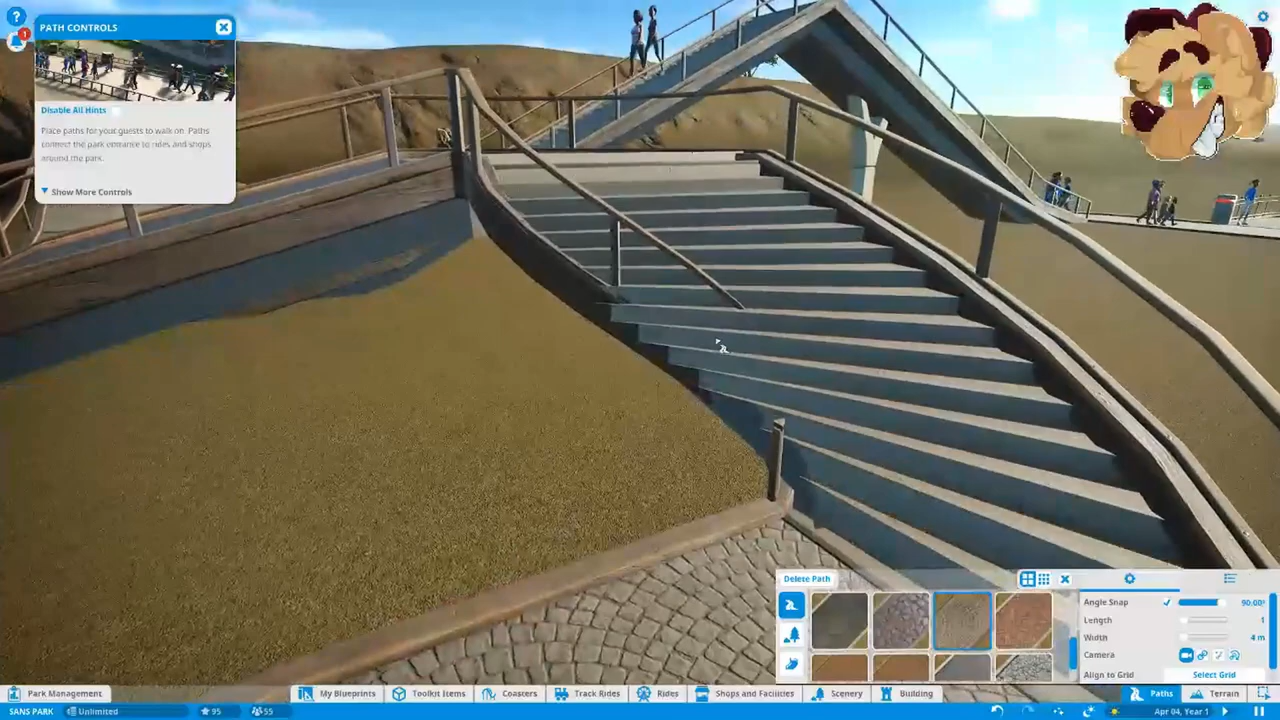 ?
1
PATH CONTROLS
Disable All Hints
Place paths for your guests to walk on. Paths
connect the park entrance to rides and shops
around the park.
Show More Controls
Delete Path
Angle Snap 90.00°
Length 1
Width 4 m
Camera
Align to Grid Select Grid
Park Management My Blueprints Toolkit Items Coasters Track Rides Rides Shops and Facilities Scenery Building Paths Terrain
SANS PARK Unlimited 95 55 Apr 04, Year 1